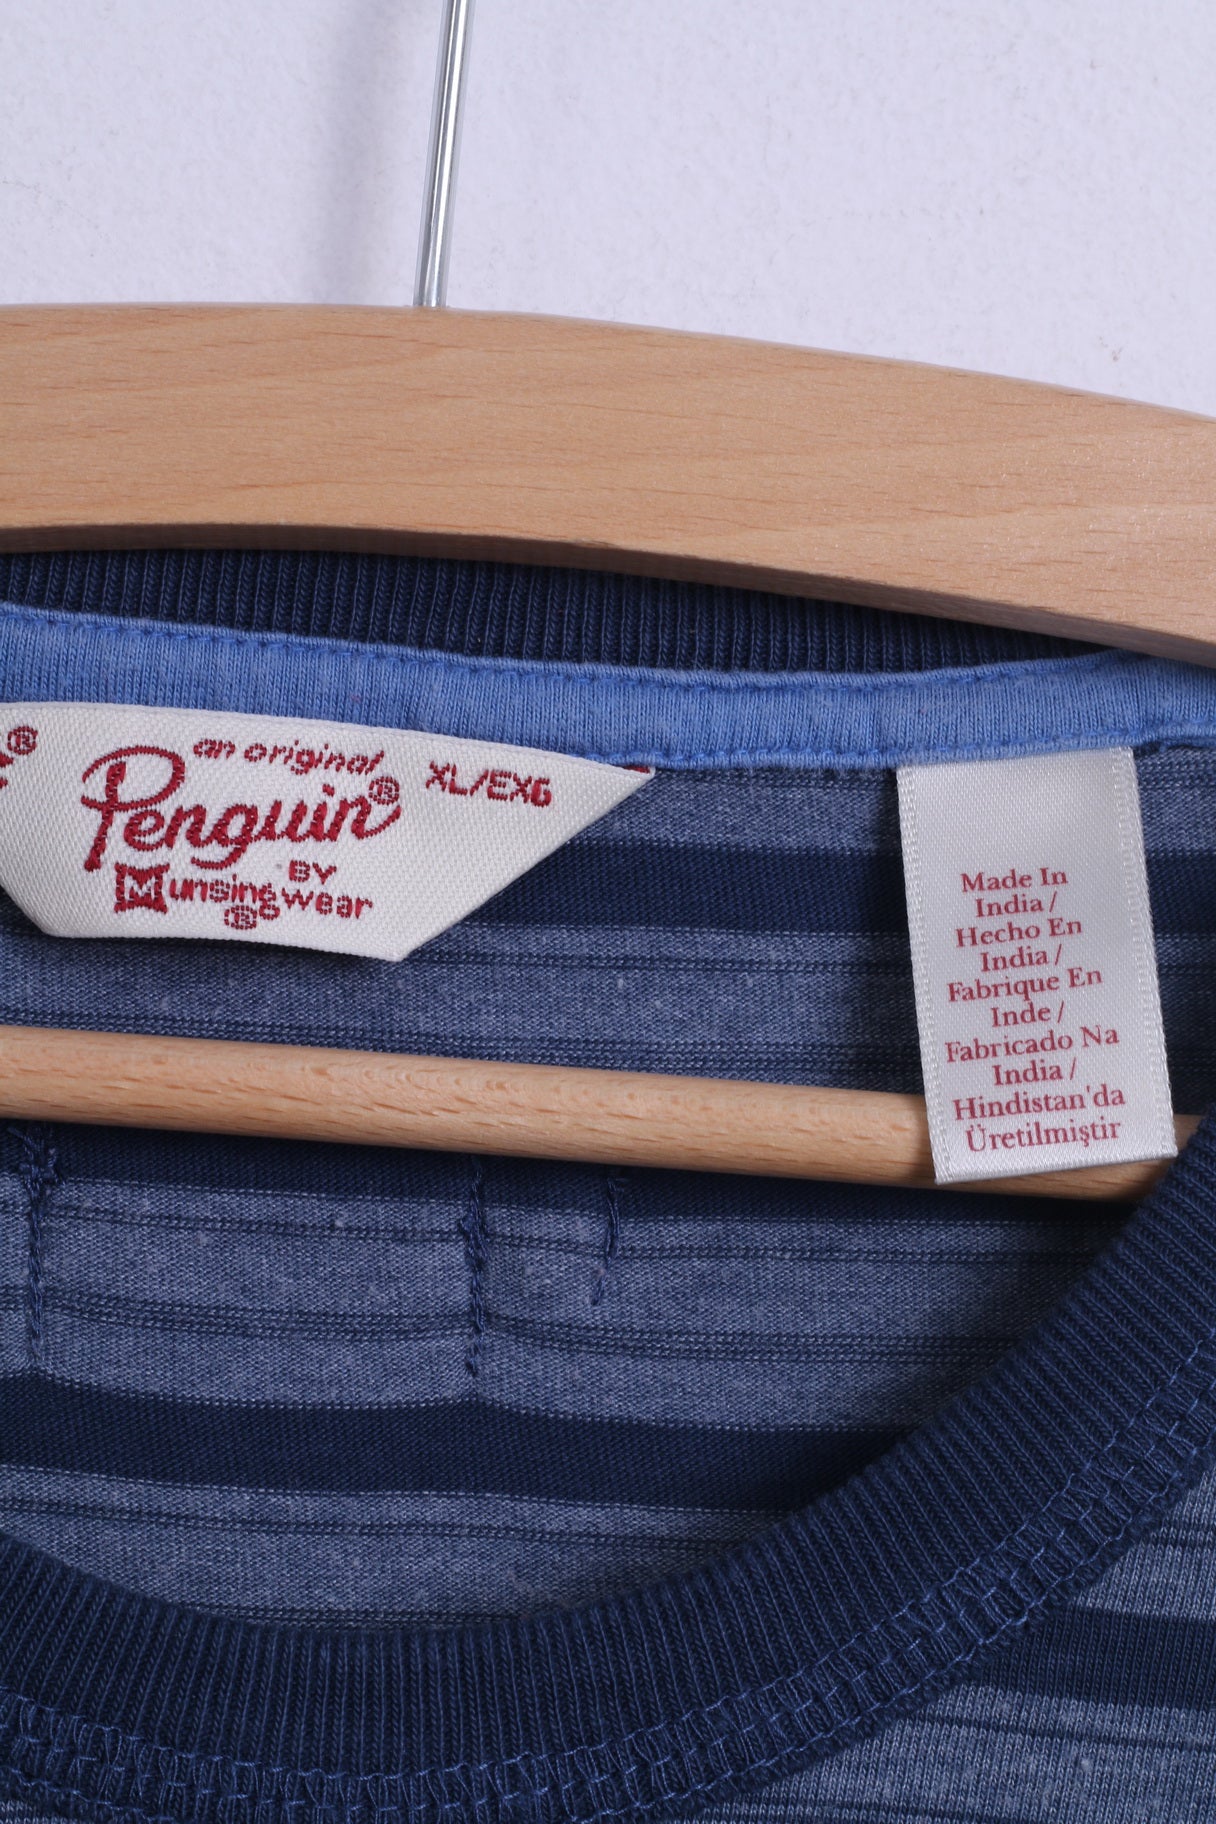 ®
an original
Penguin®
XL/EXG
BY
Munsingwear
®
Made In
India /
Hecho En
India /
Fabrique En
Inde /
Fabricado Na
India /
Hindistan'da
Üretilmiştir